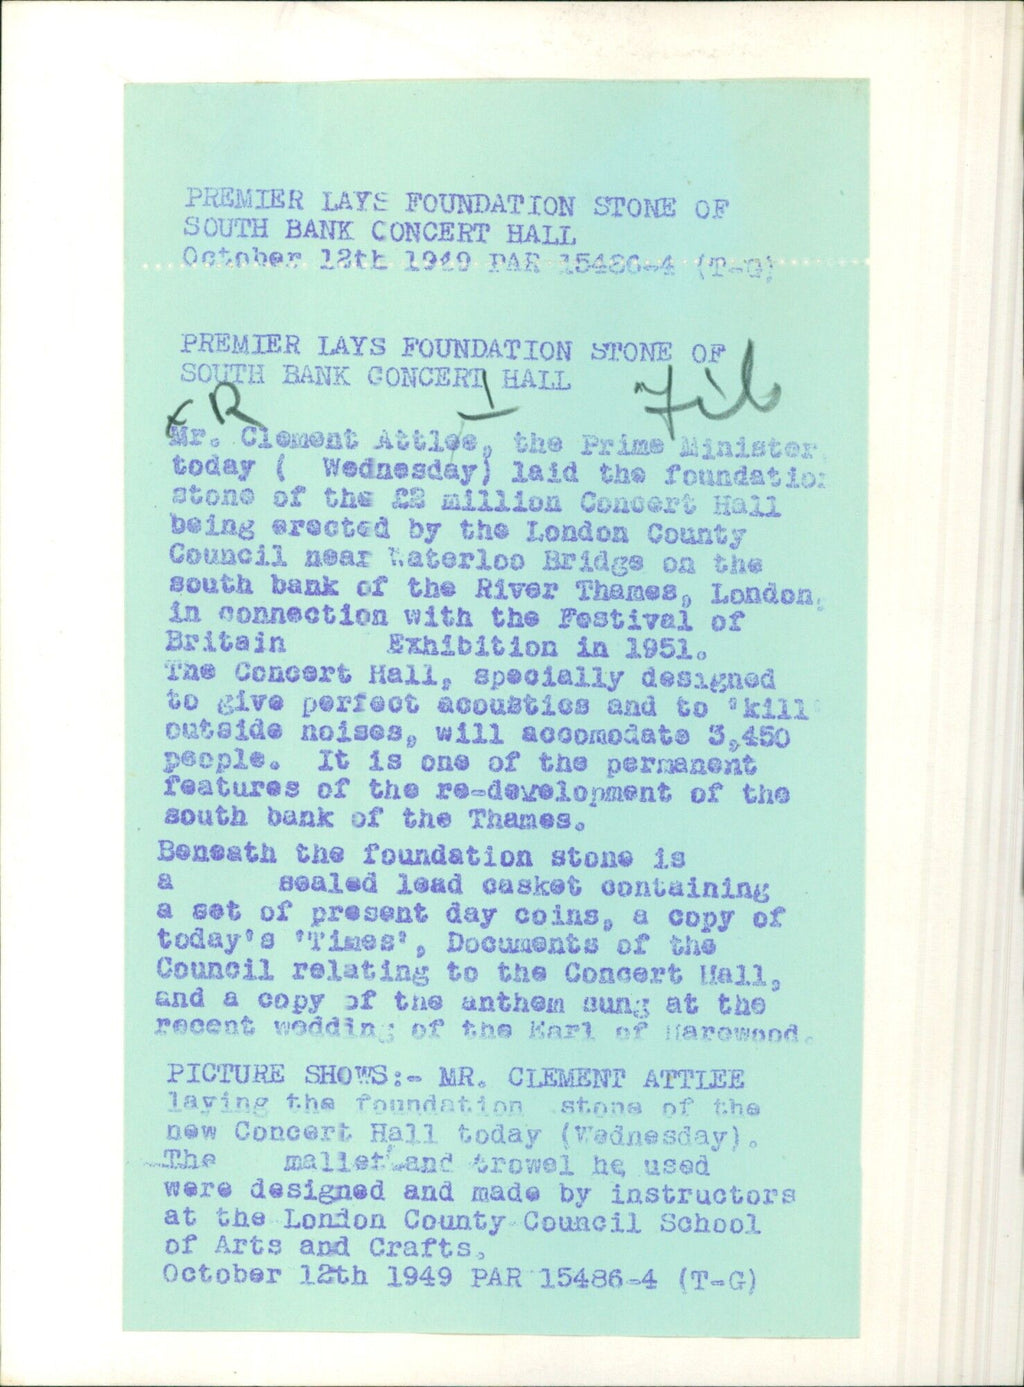 PREMIER LAYS FOUNDATION STONE OF
SOUTH BANK CONCERT HALL
October 12th 1949 PAR 15486-4 (T-G)
PREMIER LAYS FOUNDATION STONE OF
SOUTH BANK CONCERT HALL
Mr. Clement Attlee, the Prime Minister,
today ( Wednesday) laid the foundation
stone of the £2 million Concert Hall
being erected by the London County
Council near Waterloo Bridge on the
south bank of the River Thames, London,
in connection with the Festival of
Britain Exhibition in 1951.
The Concert Hall, specially designed
to give perfect acoustics and to 'kill'
outside noises, will accomodate 3,450
people. It is one of the permanent
features of the re-development of the
south bank of the Thames.
Beneath the foundation stone is
a sealed lead casket containing
a set of present day coins, a copy of
today's 'Times', Documents of the
Council relating to the Concert Hall,
and a copy of the anthem sung at the
recent wedding of the Earl of Harewood.
PICTURE SHOWS:- MR. CLEMENT ATTLEE
laying the foundation stone of the
new Concert Hall today (Wednesday).
The mallet and trowel he used
were designed and made by instructors
at the London County Council School
of Arts and Crafts.
October 12th 1949 PAR 15486-4 (T-G)